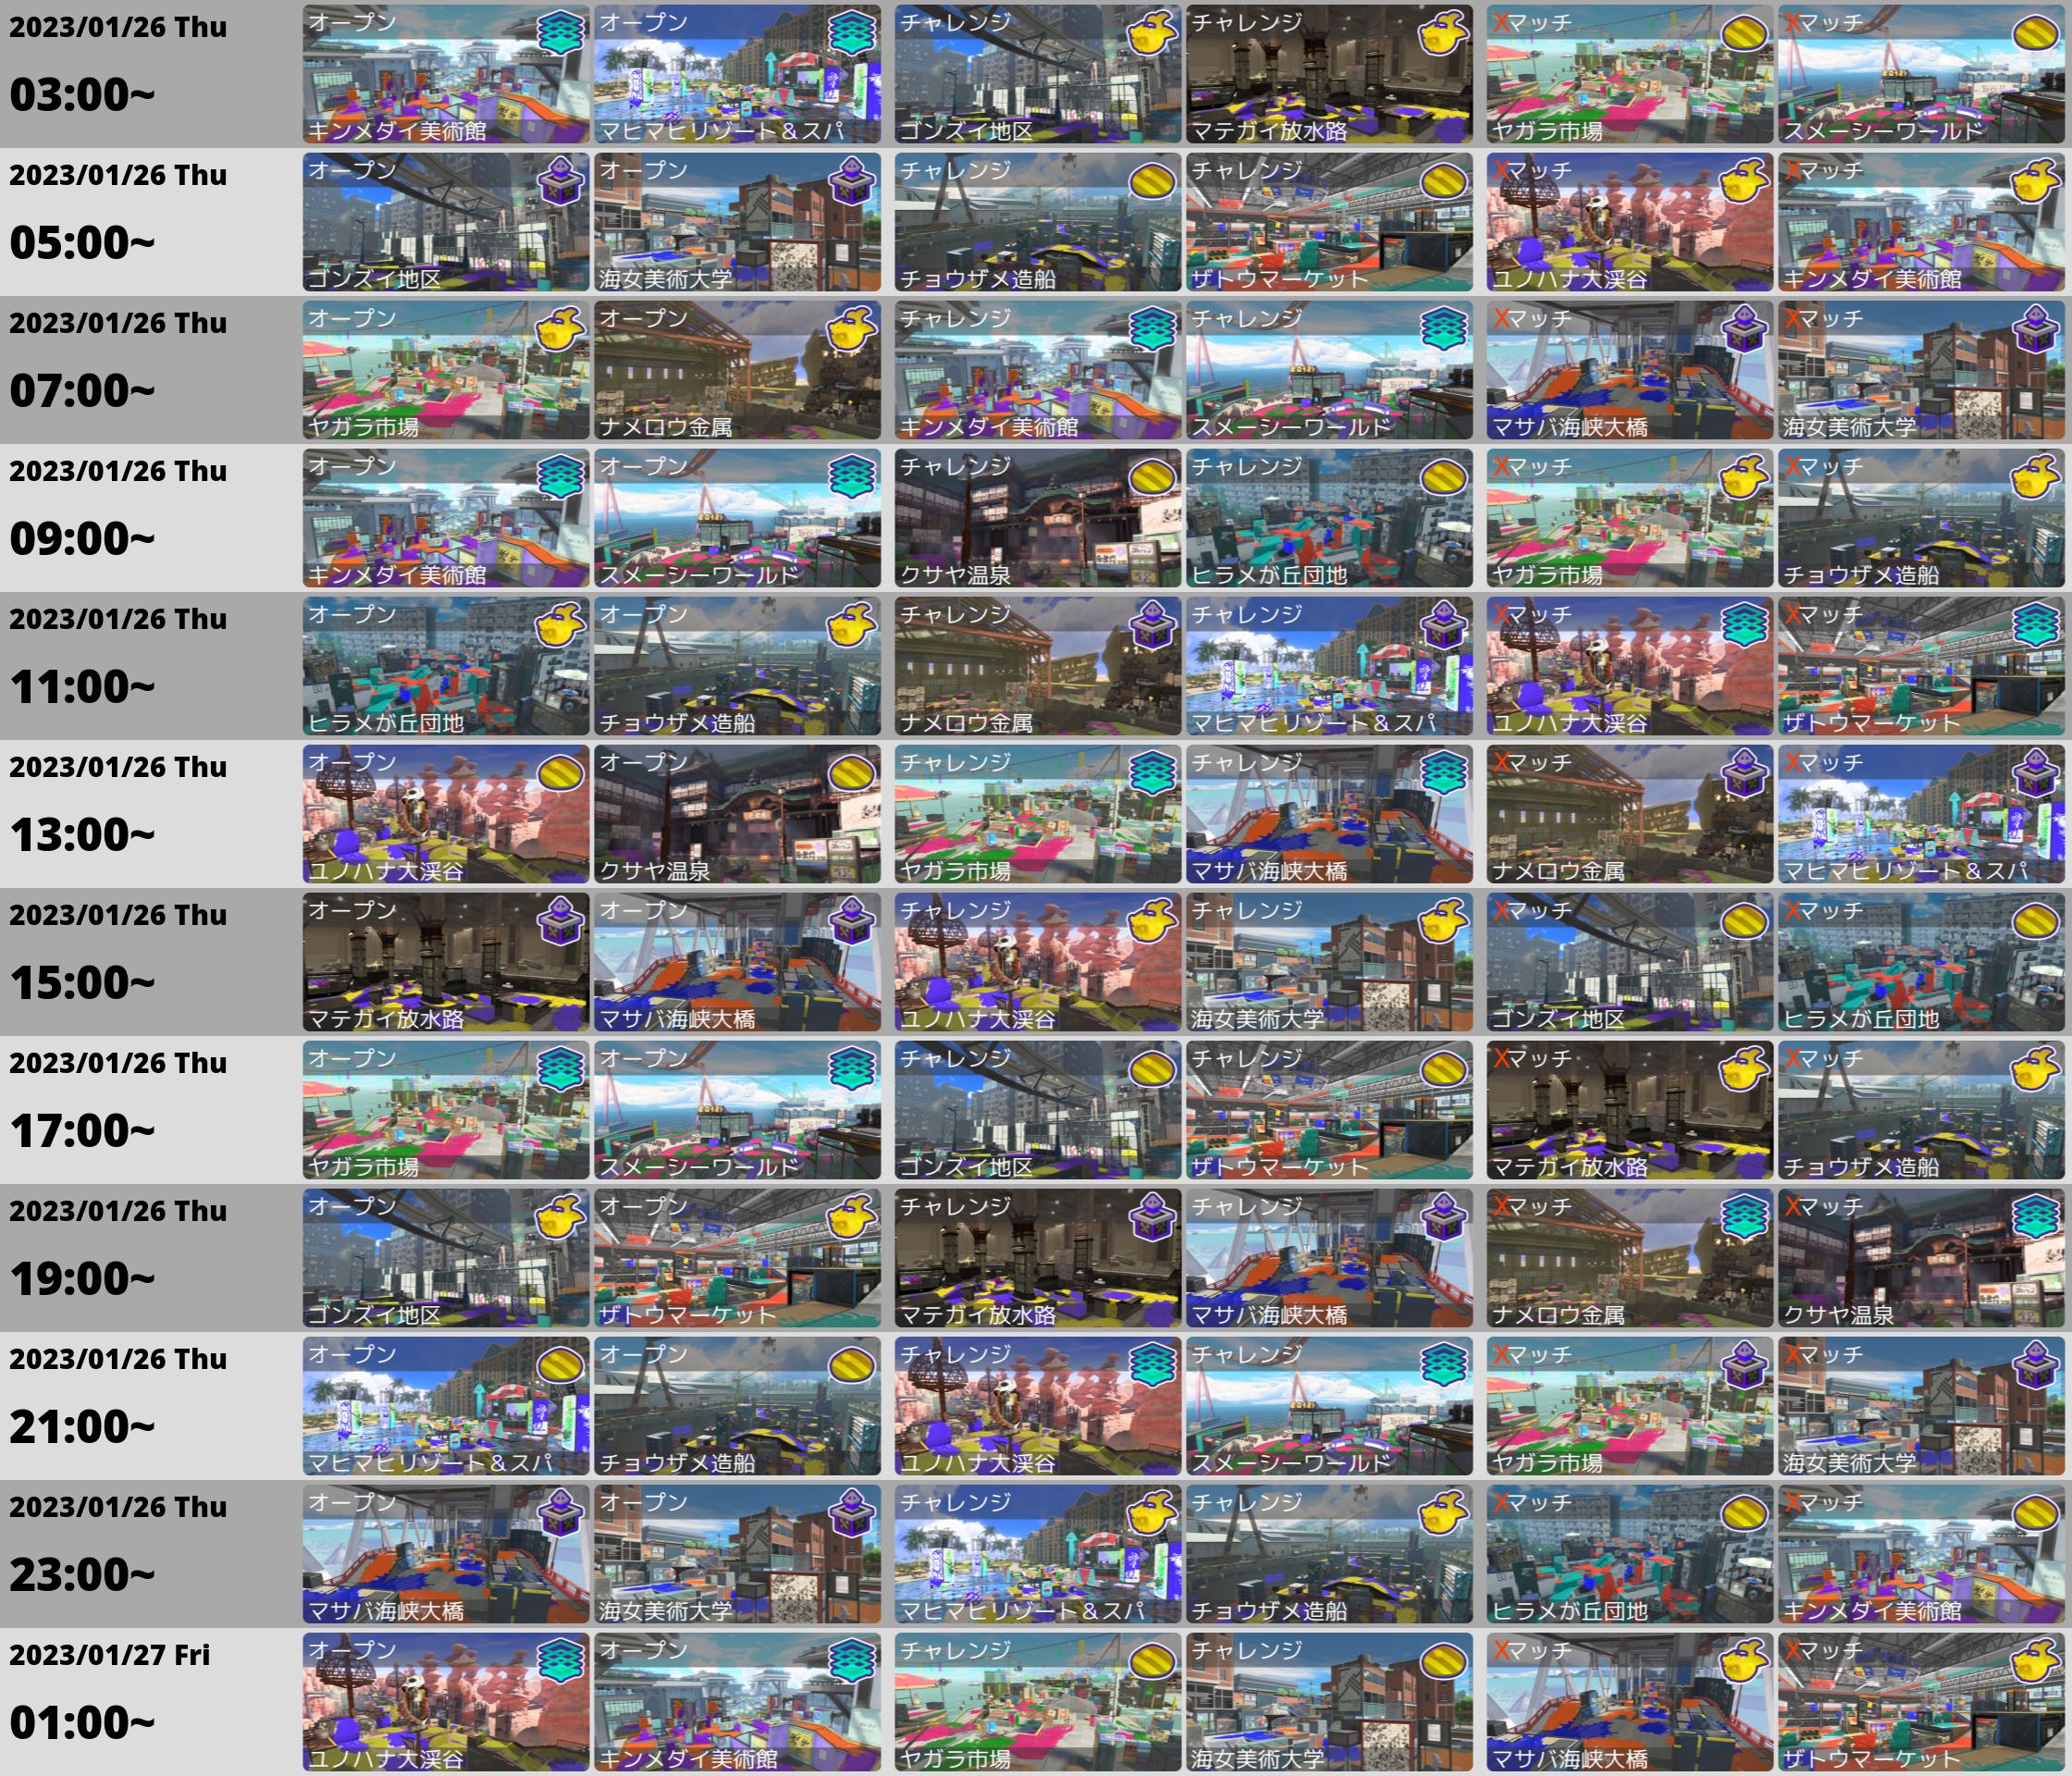 2023/01/26 Thu
03:00~
オープン オープン チャレンジ チャレンジ Xマッチ Xマッチ
キンメダイ美術館 マヒマヒリゾート＆スパ ゴンズイ地区 マテガイ放水路 ヤガラ市場 スメーシーワールド
2023/01/26 Thu
05:00~
オープン オープン チャレンジ チャレンジ Xマッチ Xマッチ
ゴンズイ地区 海女美術大学 チョウザメ造船 ザトウマーケット ユノハナ大渓谷 キンメダイ美術館
2023/01/26 Thu
07:00~
オープン オープン チャレンジ チャレンジ Xマッチ Xマッチ
ヤガラ市場 ナメロウ金属 キンメダイ美術館 スメーシーワールド マサバ海峡大橋 海女美術大学
2023/01/26 Thu
09:00~
オープン オープン チャレンジ チャレンジ Xマッチ Xマッチ
キンメダイ美術館 スメーシーワールド クサヤ温泉 ヒラメが丘団地 ヤガラ市場 チョウザメ造船
2023/01/26 Thu
11:00~
オープン オープン チャレンジ チャレンジ Xマッチ Xマッチ
ヒラメが丘団地 チョウザメ造船 ナメロウ金属 マヒマヒリゾート＆スパ ユノハナ大渓谷 ザトウマーケット
2023/01/26 Thu
13:00~
オープン オープン チャレンジ チャレンジ Xマッチ Xマッチ
ユノハナ大渓谷 クサヤ温泉 ヤガラ市場 マサバ海峡大橋 ナメロウ金属 マヒマヒリゾート＆スパ
2023/01/26 Thu
15:00~
オープン オープン チャレンジ チャレンジ Xマッチ Xマッチ
マテガイ放水路 マサバ海峡大橋 ユノハナ大渓谷 海女美術大学 ゴンズイ地区 ヒラメが丘団地
2023/01/26 Thu
17:00~
オープン オープン チャレンジ チャレンジ Xマッチ Xマッチ
ヤガラ市場 スメーシーワールド ゴンズイ地区 ザトウマーケット マテガイ放水路 チョウザメ造船
2023/01/26 Thu
19:00~
オープン オープン チャレンジ チャレンジ Xマッチ Xマッチ
ゴンズイ地区 ザトウマーケット マテガイ放水路 マサバ海峡大橋 ナメロウ金属 クサヤ温泉
2023/01/26 Thu
21:00~
オープン オープン チャレンジ チャレンジ Xマッチ Xマッチ
マヒマヒリゾート＆スパ チョウザメ造船 ユノハナ大渓谷 スメーシーワールド ヤガラ市場 海女美術大学
2023/01/26 Thu
23:00~
オープン オープン チャレンジ チャレンジ Xマッチ Xマッチ
マサバ海峡大橋 海女美術大学 マヒマヒリゾート＆スパ チョウザメ造船 ヒラメが丘団地 キンメダイ美術館
2023/01/27 Fri
01:00~
オープン オープン チャレンジ チャレンジ Xマッチ Xマッチ
ユノハナ大渓谷 キンメダイ美術館 ヤガラ市場 海女美術大学 マサバ海峡大橋 ザトウマーケット